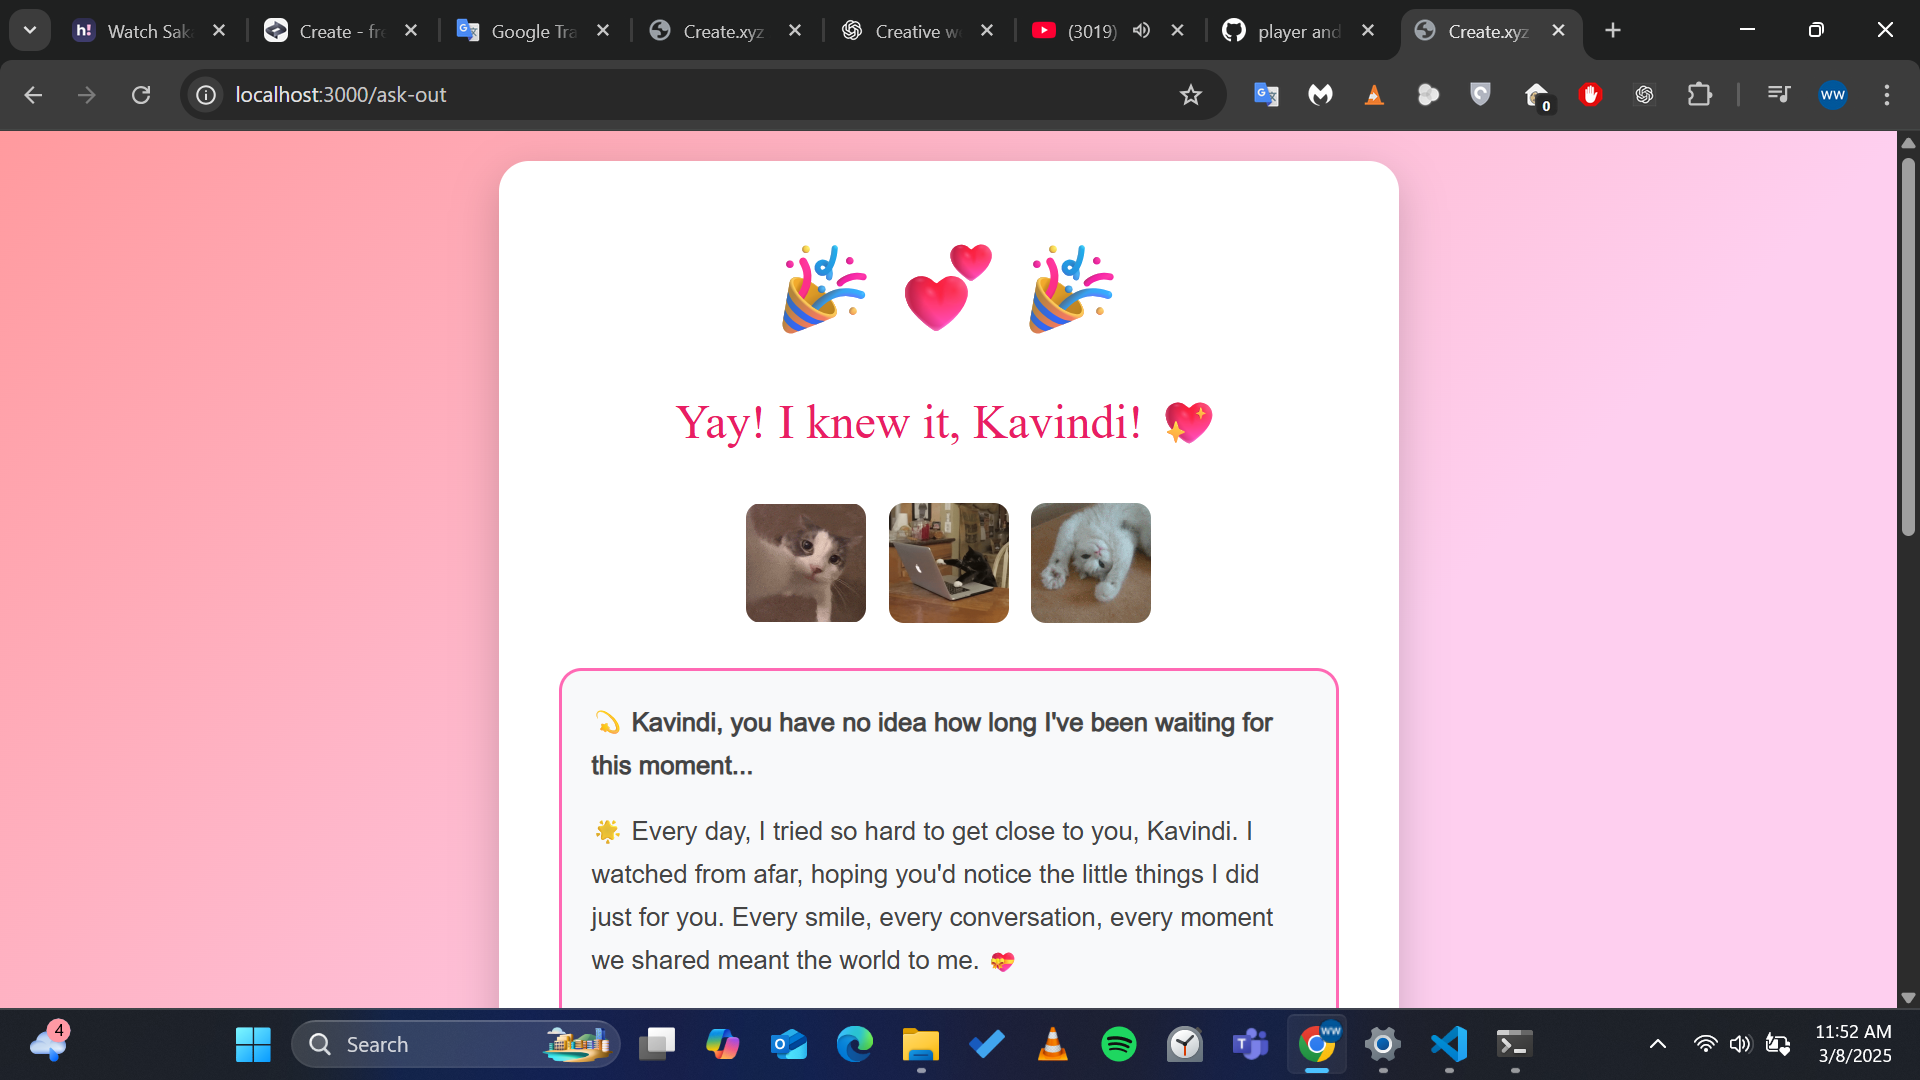 Watch Sak
Create - fre
Google Tra
Create.xyz
Creative w
(3019)
player and
Create.xyz
localhost:3000/ask-out
0
ww
Yay! I knew it, Kavindi!
Kavindi, you have no idea how long I've been waiting for
this moment...
Every day, I tried so hard to get close to you, Kavindi. I
watched from afar, hoping you'd notice the little things I did
just for you. Every smile, every conversation, every moment
we shared meant the world to me.
4
Search
ww
11:52 AM
3/8/2025